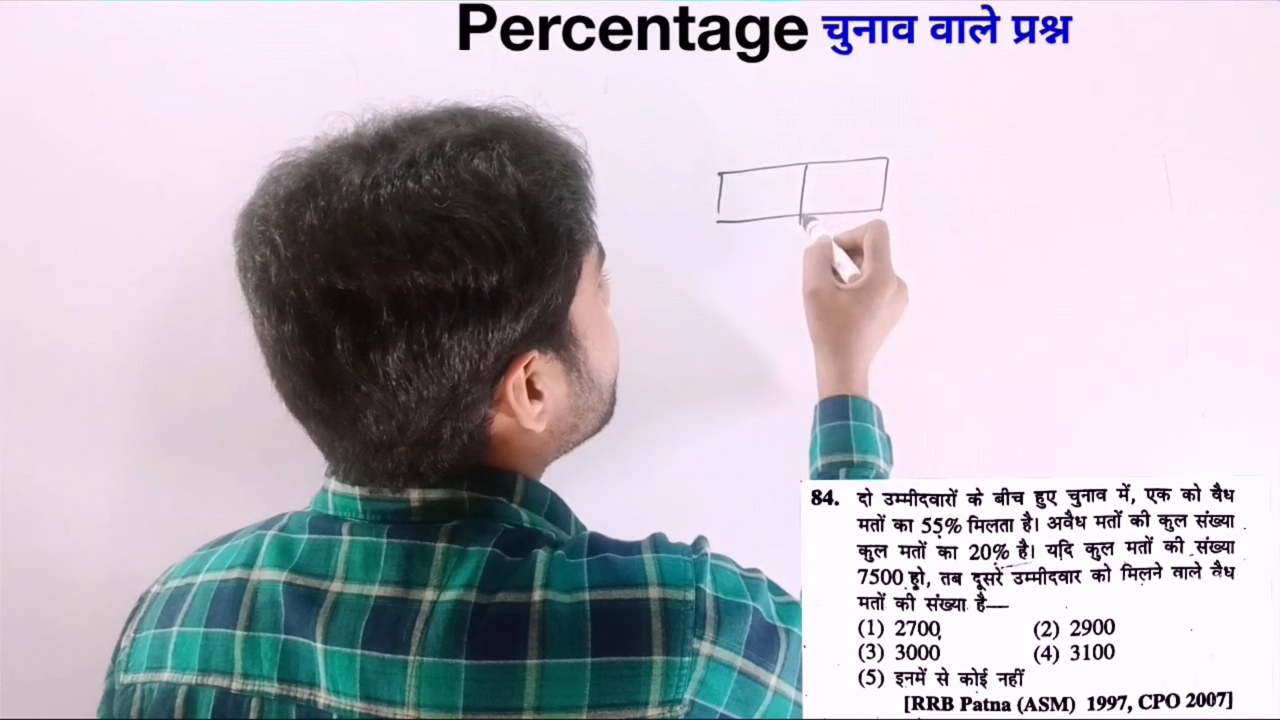 Percentage चुनाव वाले प्रश्न
84. दो उम्मीदवारों के बीच हुए चुनाव में, एक को वैध
मतों का 55% मिलता है। अवैध मतों की कुल संख्या
कुल मतों का 20% है। यदि कुल मतों की संख्या
7500 हो, तब दूसरे उम्मीदवार को मिलने वाले वैध
मतों की संख्या है—
(1) 2700 (2) 2900
(3) 3000 (4) 3100
(5) इनमें से कोई नहीं
[RRB Patna (ASM) 1997, CPO 2007]